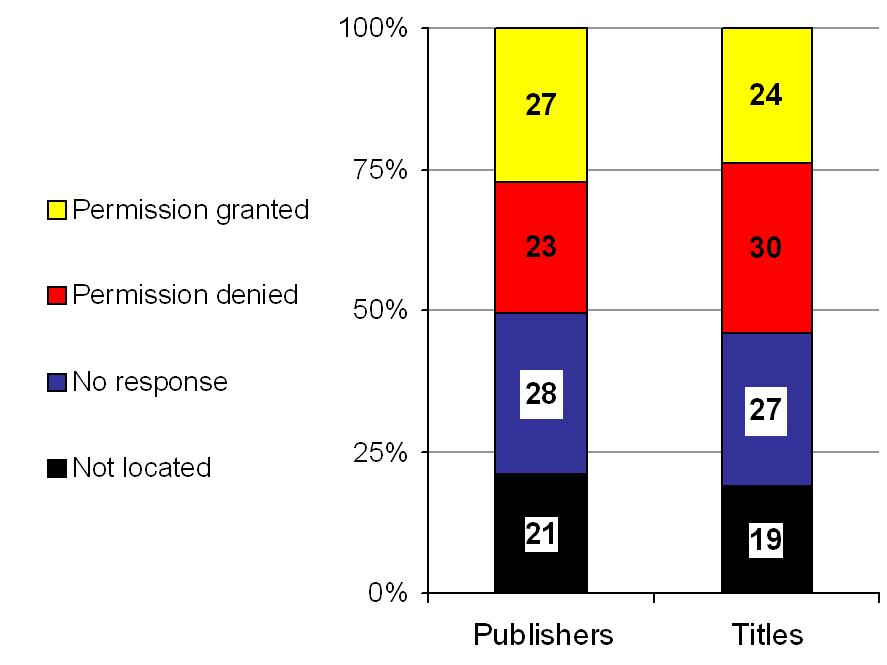 100%
75%
50%
25%
0%
Permission granted
Permission denied
No response
Not located
27
23
28
21
24
30
27
19
Publishers
Titles